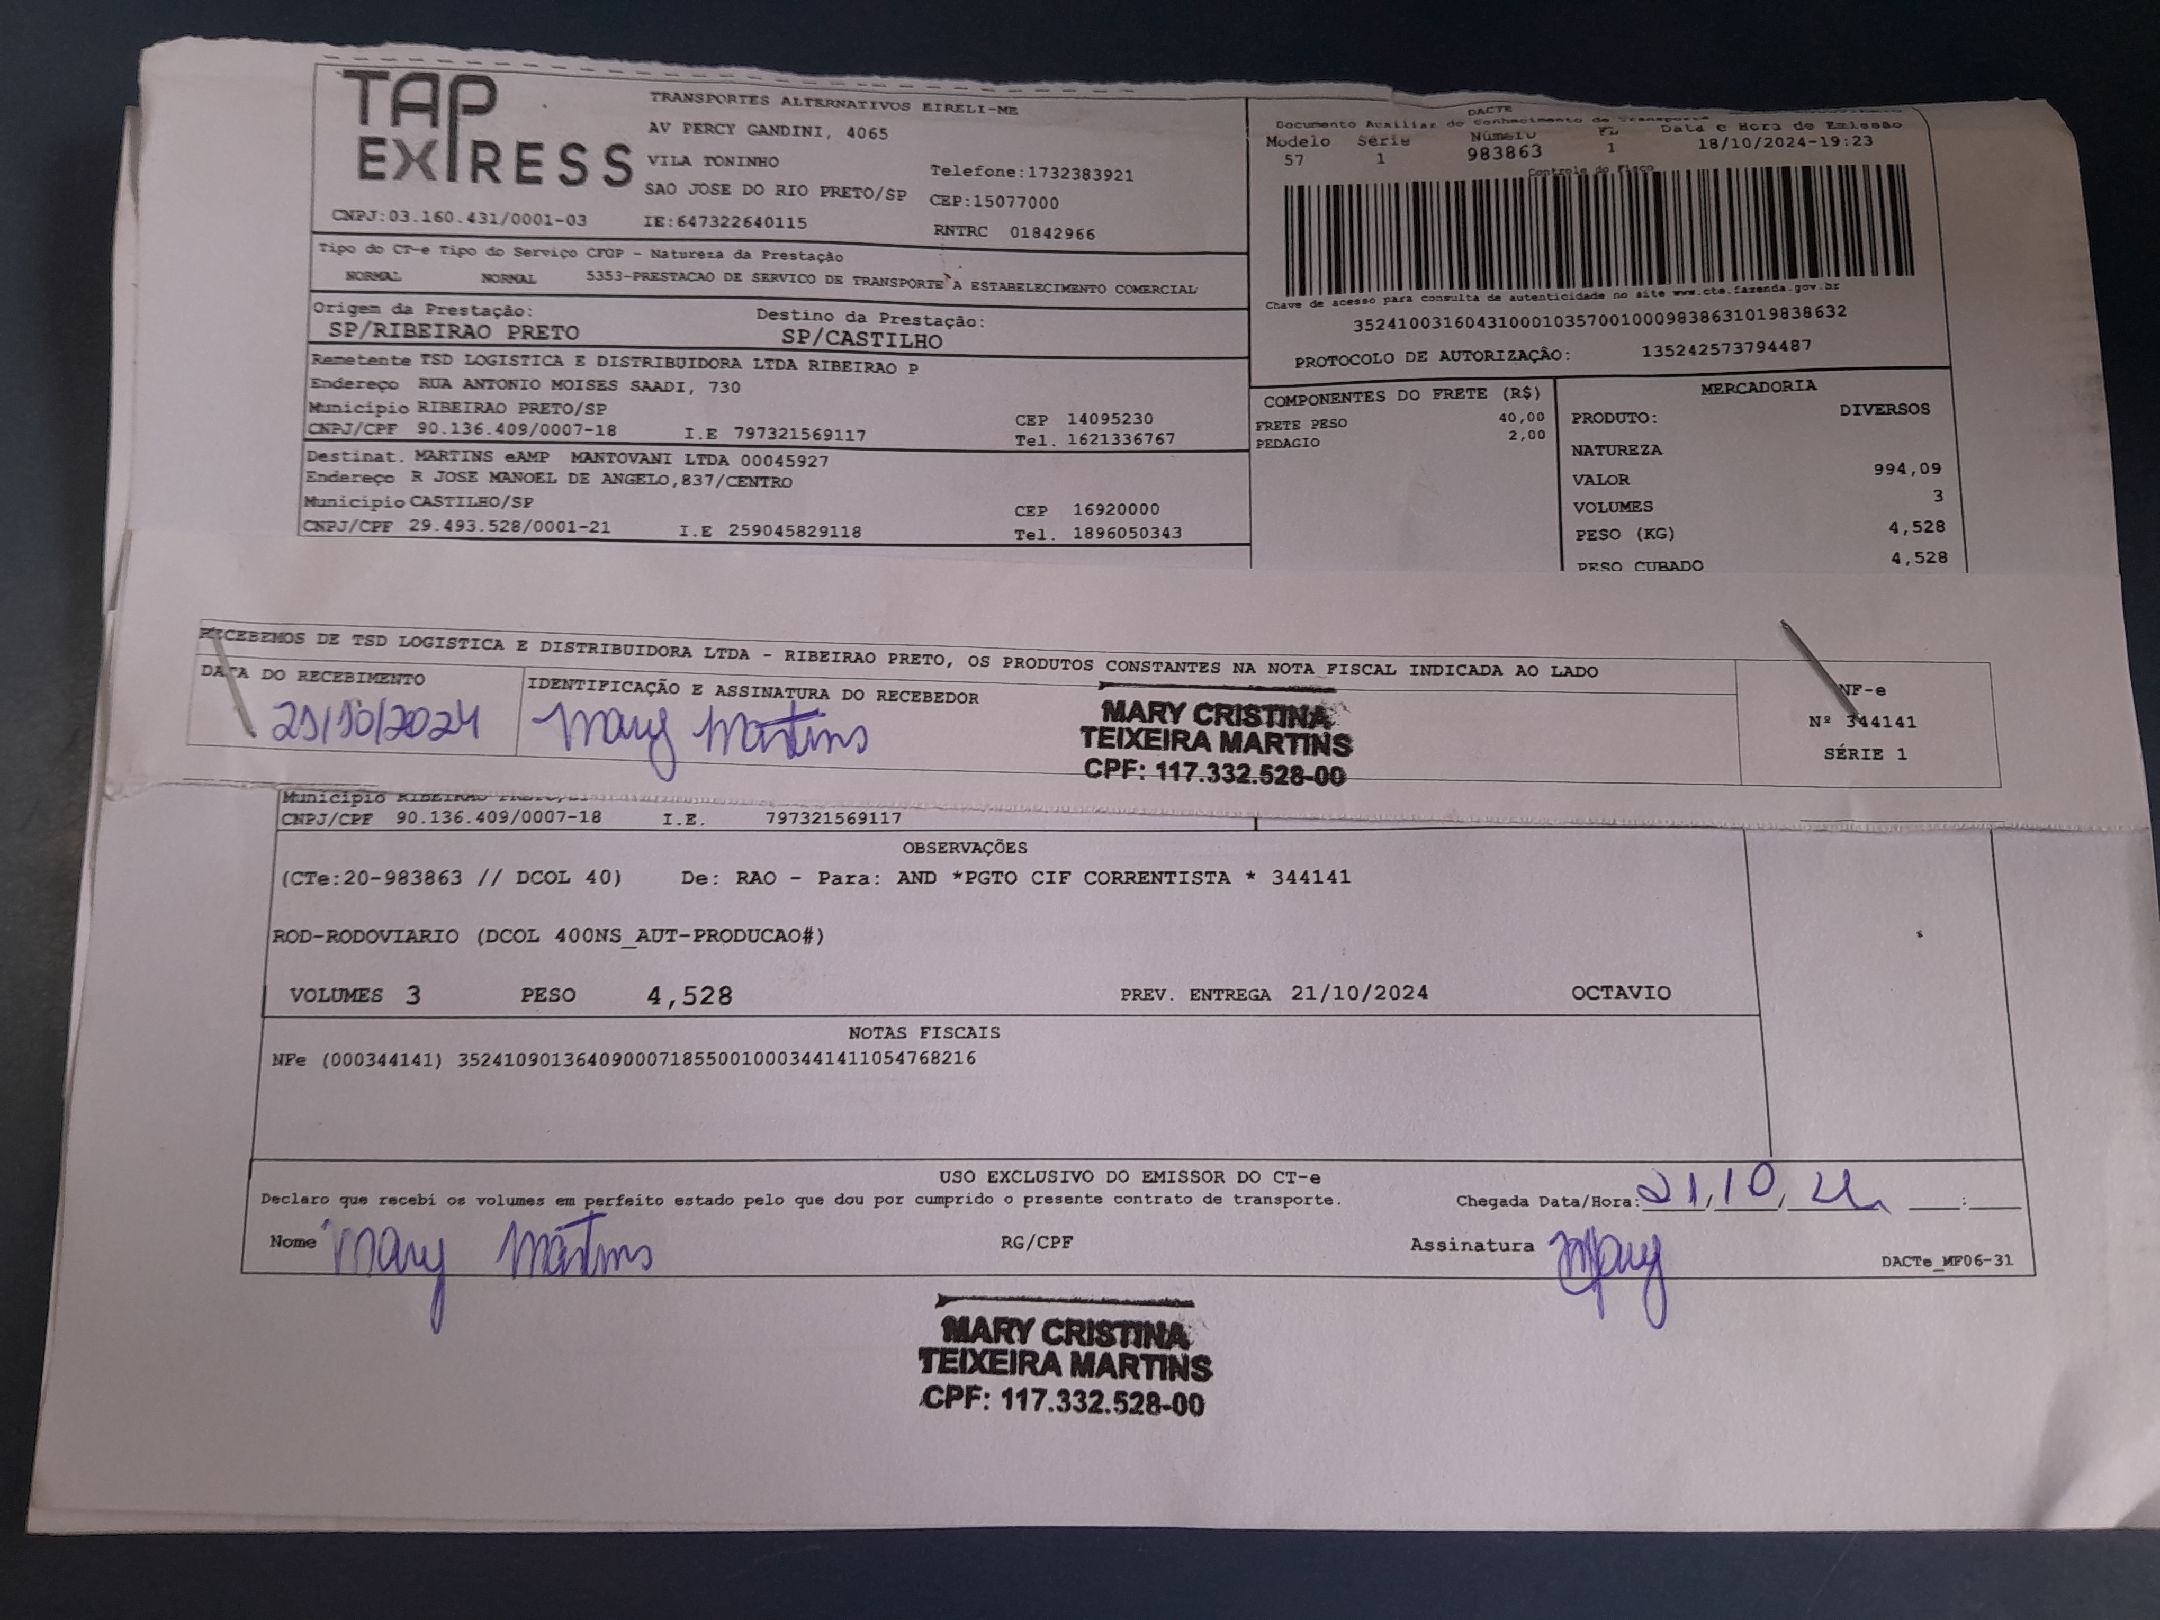 TAP EXPRESS
TRANSPORTES ALTERNATIVOS EIRELI-ME
AV PERCY GANDINI, 4065
VILA TONINHO
Telefone:1732383921
SAO JOSE DO RIO PRETO/SP CEP:15077000
CNPJ:03.160.431/0001-03 IE:647322640115 RNTRC 01842966
Tipo do CT-e Tipo do Serviço CFOP - Natureza da Prestação
NORMAL NORMAL 5353-PRESTACAO DE SERVICO DE TRANSPORTE A ESTABELECIMENTO COMERCIAL
Origem da Prestação: Destino da Prestação:
SP/RIBEIRAO PRETO SP/CASTILHO
Remetente TSD LOGISTICA E DISTRIBUIDORA LTDA RIBEIRAO P
Endereço RUA ANTONIO MOISES SAADI, 730
Municipio RIBEIRAO PRETO/SP CEP 14095230
CNPJ/CPF 90.136.409/0007-18 I.E 797321569117 Tel. 1621336767
Destinat. MARTINS eAMP MANTOVANI LTDA 00045927
Endereço R JOSE MANOEL DE ANGELO,837/CENTRO
Municipio CASTILHO/SP CEP 16920000
CNPJ/CPF 29.493.528/0001-21 I.E 259045829118 Tel. 1896050343
DACTE
Documento Auxiliar do Conhecimento de Transporte
Modelo Série Número FL Data e Hora de Emissão
57 1 983863 1 18/10/2024-19:23
Controle do Fisco
Chave de acesso para consulta de autenticidade no site www.cte.fazenda.gov.br
35241003160431000103570010009838631019838632
PROTOCOLO DE AUTORIZAÇÃO: 135242573794487
COMPONENTES DO FRETE (R$)
FRETE PESO 40,00
PEDAGIO 2,00
MERCADORIA
PRODUTO: DIVERSOS
NATUREZA
VALOR 994,09
VOLUMES 3
PESO (KG) 4,528
PESO CUBADO 4,528
RECEBEMOS DE TSD LOGISTICA E DISTRIBUIDORA LTDA - RIBEIRAO PRETO, OS PRODUTOS CONSTANTES NA NOTA FISCAL INDICADA AO LADO
DATA DO RECEBIMENTO IDENTIFICAÇÃO E ASSINATURA DO RECEBEDOR
21/10/2024 Mary Martins
MARY CRISTINA
TEIXEIRA MARTINS
CPF: 117.332.528-00
NF-e
Nº 344141
SÉRIE 1
Municipio RIBEIRAO PRETO/
CNPJ/CPF 90.136.409/0007-18 I.E. 797321569117
OBSERVAÇÕES
(CTe:20-983863 // DCOL 40) De: RAO - Para: AND *PGTO CIF CORRENTISTA * 344141
ROD-RODOVIARIO (DCOL 400NS_AUT-PRODUCAO#)
VOLUMES 3 PESO 4,528 PREV. ENTREGA 21/10/2024 OCTAVIO
NOTAS FISCAIS
NFe (000344141) 35241090136409000718550010003441411054768216
USO EXCLUSIVO DO EMISSOR DO CT-e
Declaro que recebi os volumes em perfeito estado pelo que dou por cumprido o presente contrato de transporte. Chegada Data/Hora: 21/10/24 :
Nome Mary Martins RG/CPF Assinatura Mary DACTe_MF06-31
MARY CRISTINA
TEIXEIRA MARTINS
CPF: 117.332.528-00